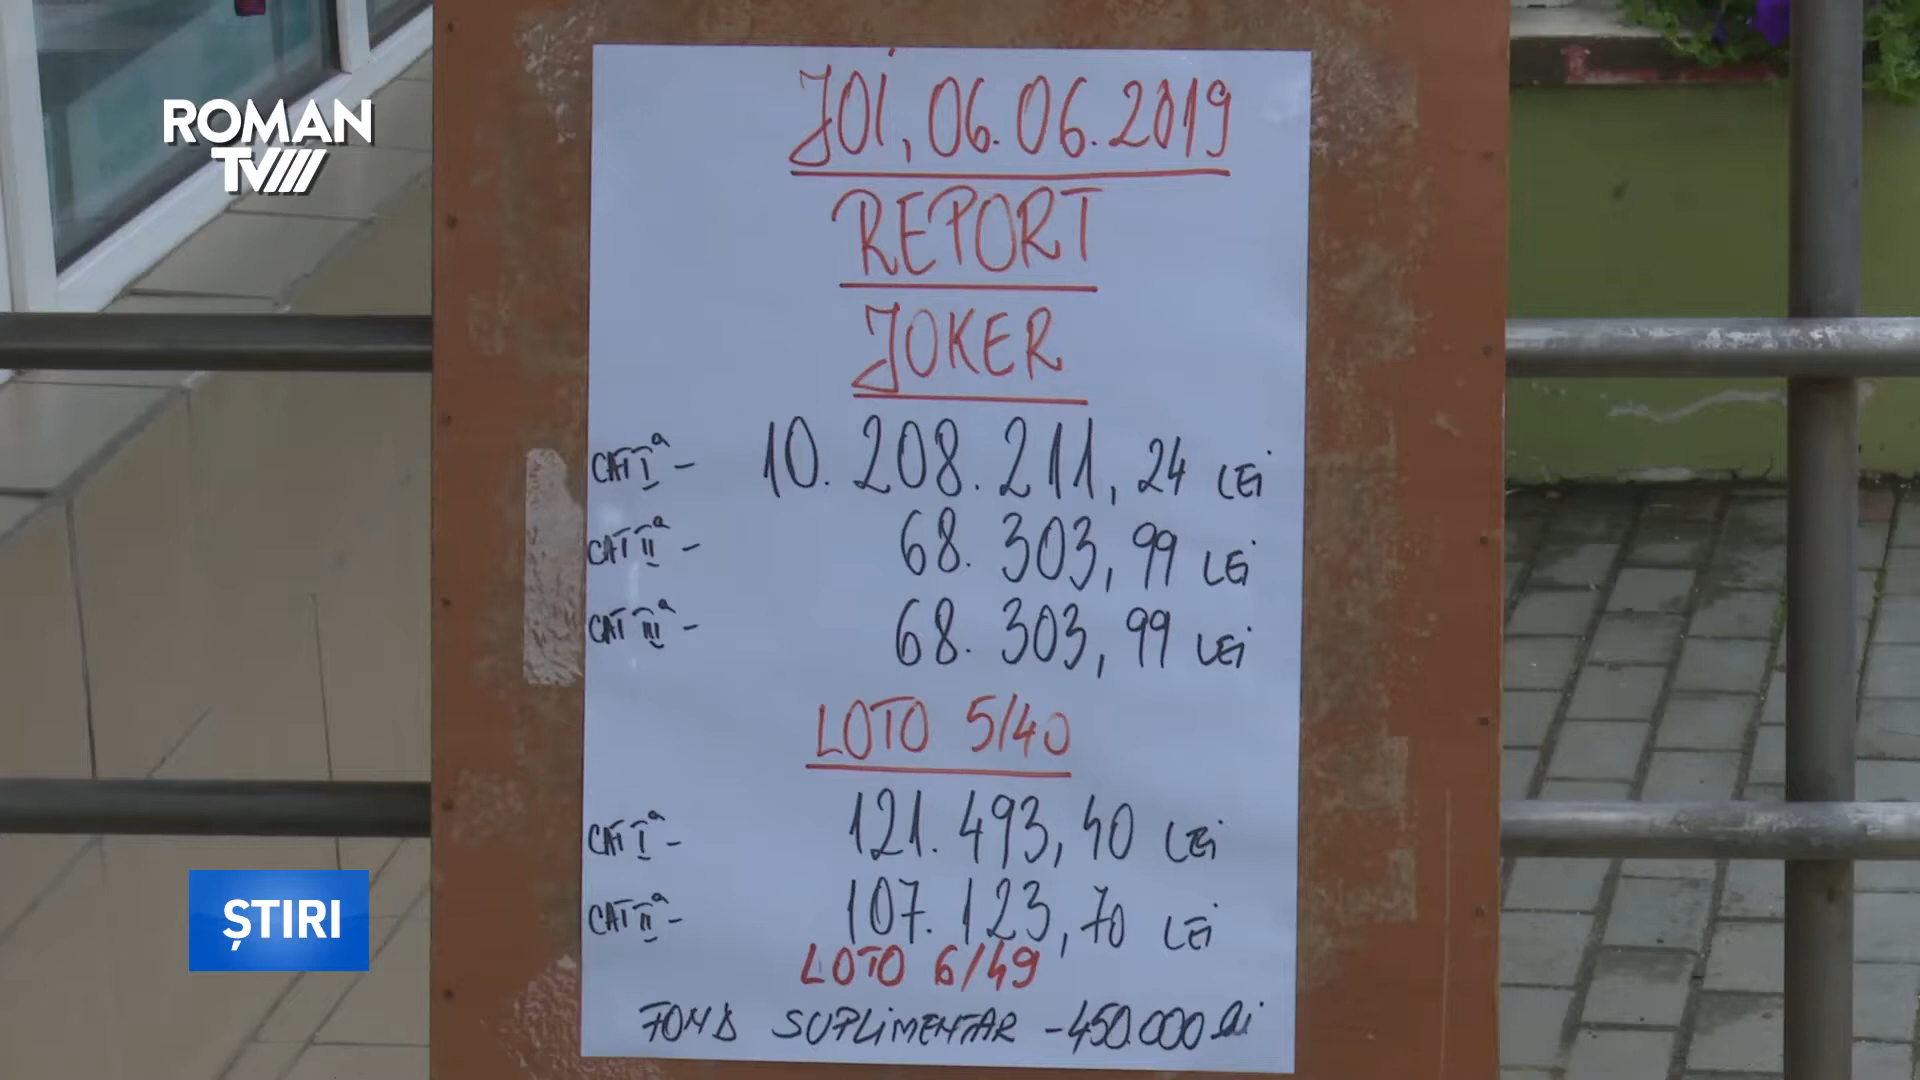 ROMAN
TV
JOI, 06.06.2019
REPORT
JOKER
CAT Iª - 10.208.211,24 LEI
CAT IIª - 68.303,99 LEI
CAT IIIª - 68.303,99 LEI
LOTO 5/40
CAT Iª - 121.493,40 LEI
CAT IIª - 107.123,70 LEI
LOTO 6/49
FOND SUPLIMENTAR - 450.000 lei
ȘTIRI